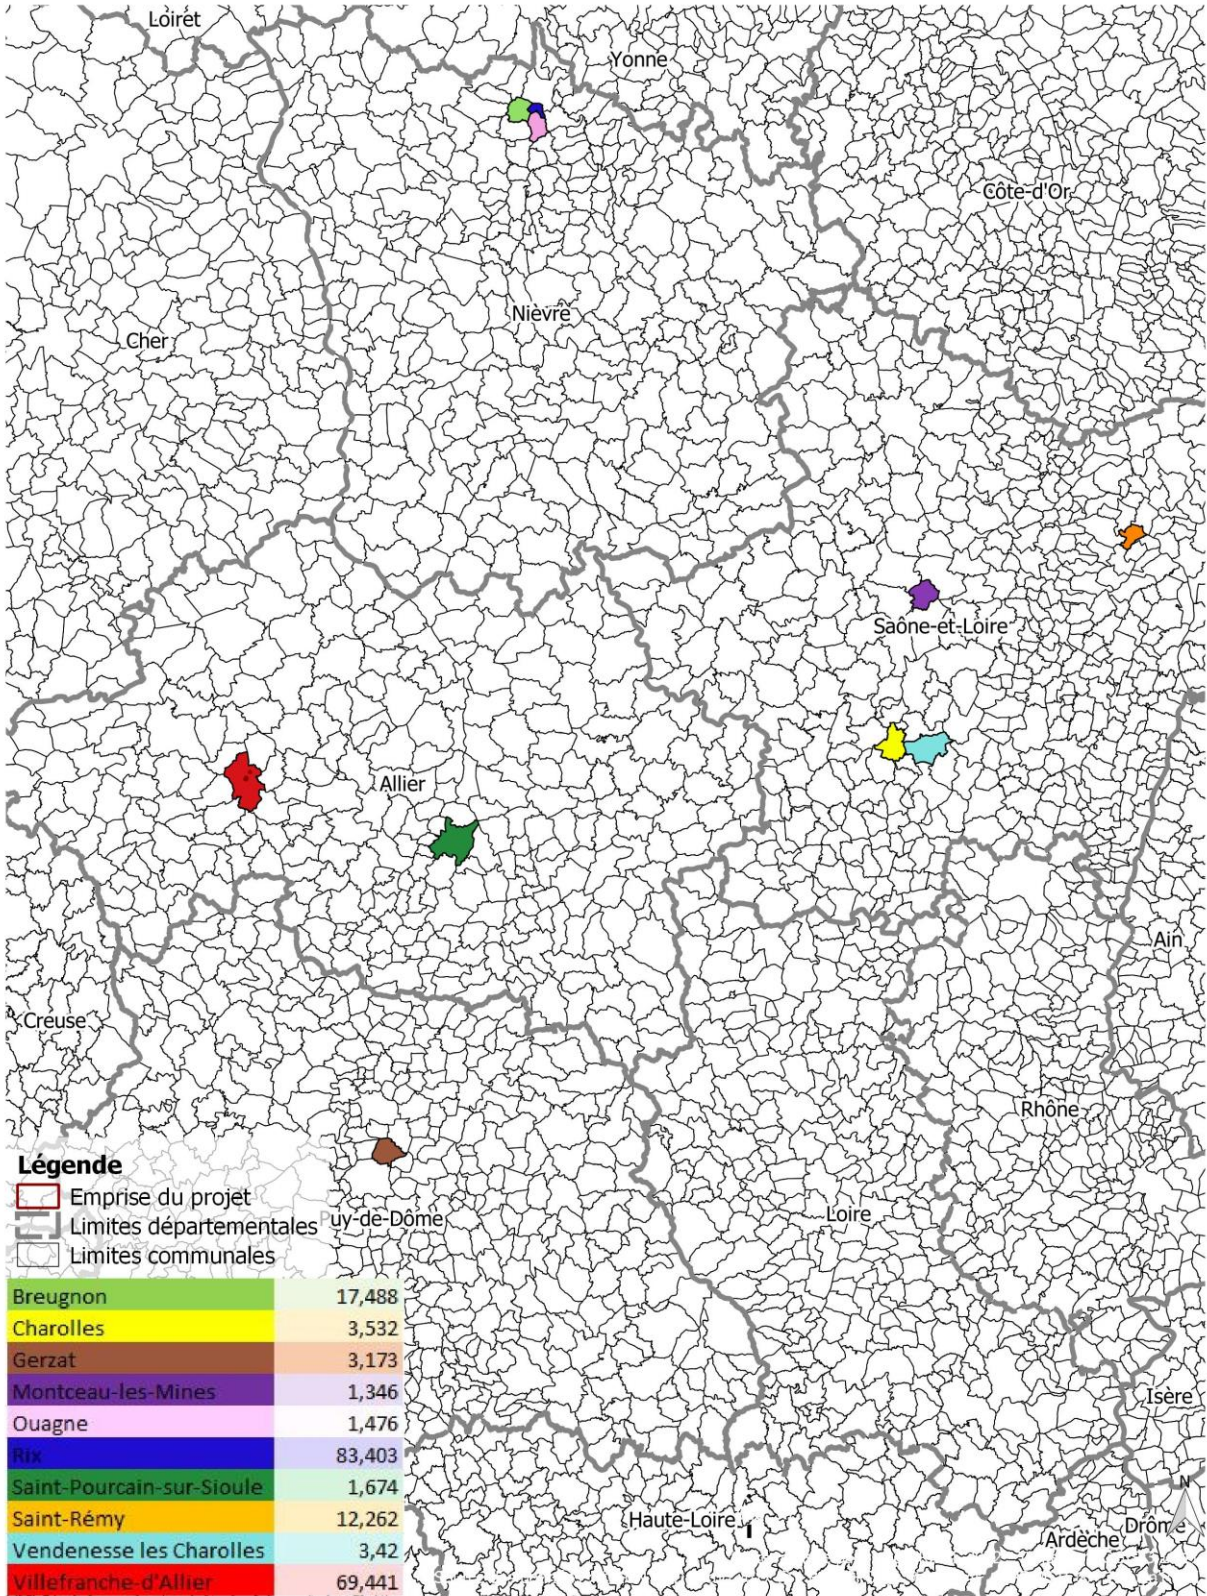 Loiret
Yonne
Côte-d'Or
Nièvre
Cher
Saône-et-Loire
Allier
Ain
Creuse
Rhône
Légende
Emprise du projet
Limites départementales
Limites communales
uy-de-Dôme
Loire
Breugnon 17,488
Charolles 3,532
Gerzat 3,173
Montceau-les-Mines 1,346
Ouagne 1,476
Rix 83,403
Saint-Pourcain-sur-Sioule 1,674
Saint-Rémy 12,262
Vendenesse les Charolles 3,42
Villefranche-d'Allier 69,441
Isère
N
Haute-Loire
Ardèche
Drôme